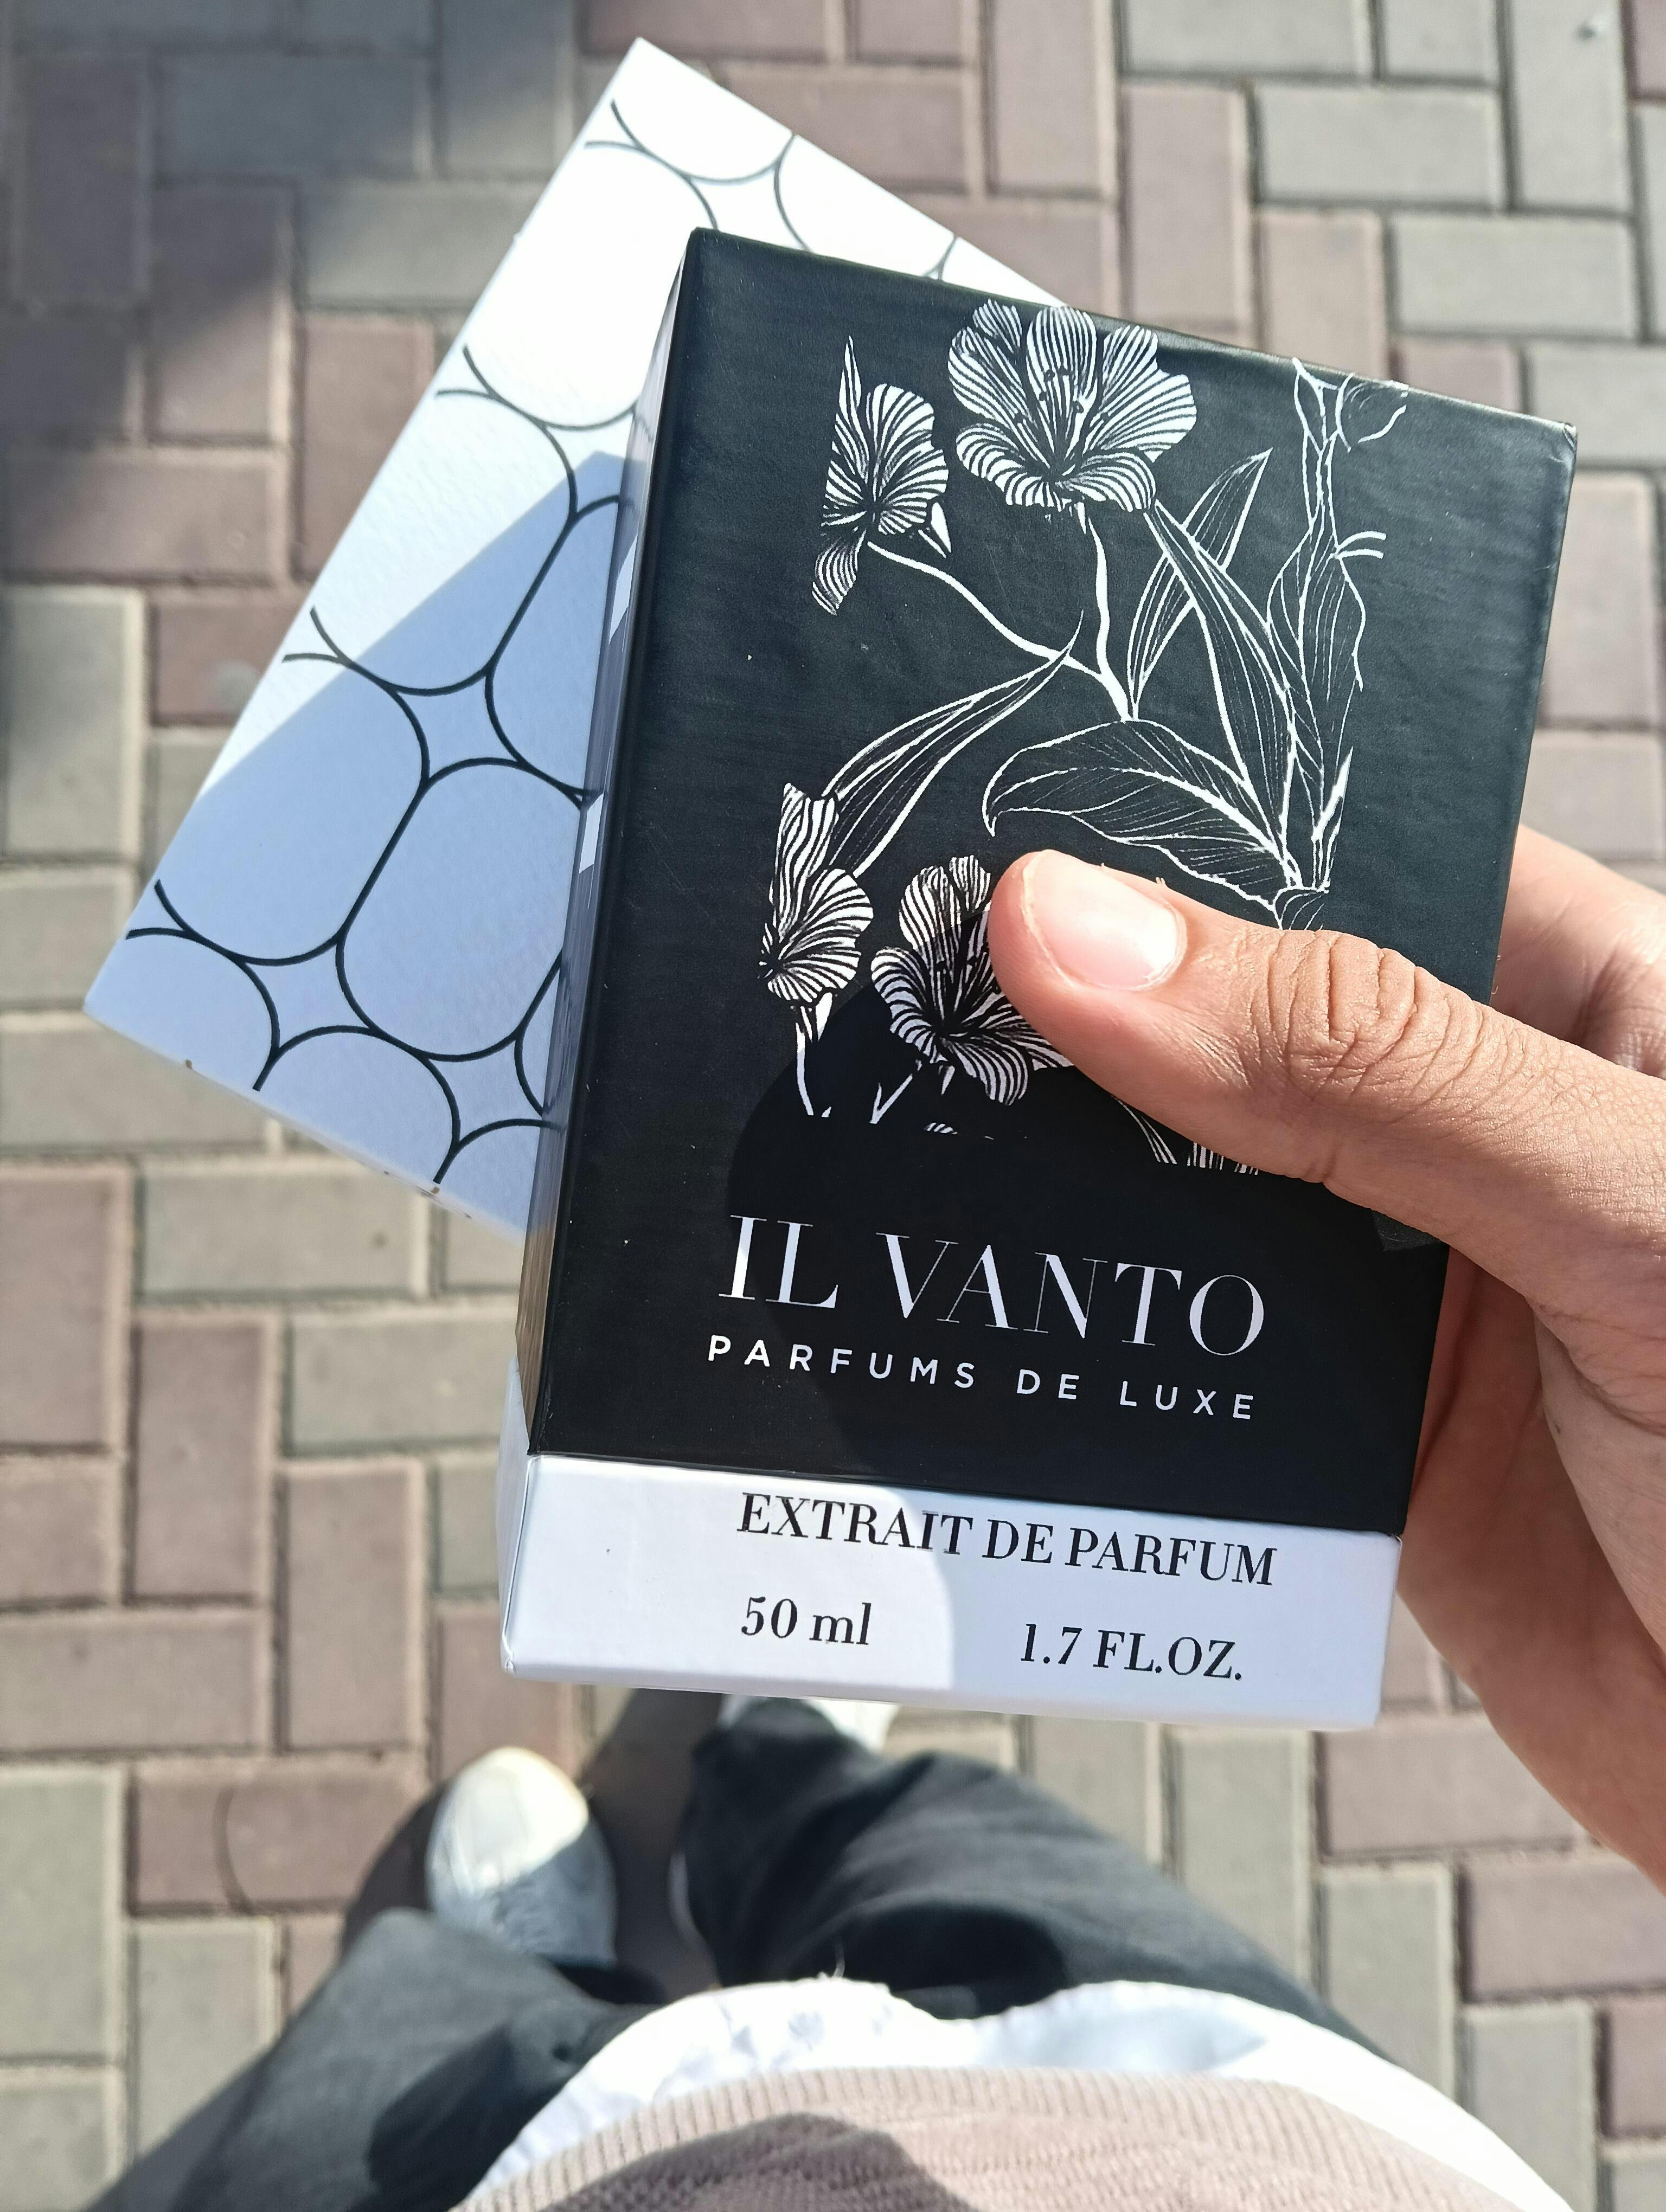 IL VANTO
PARFUMS DE LUXE
EXTRAIT DE PARFUM
50 ml 1.7 FL.OZ.